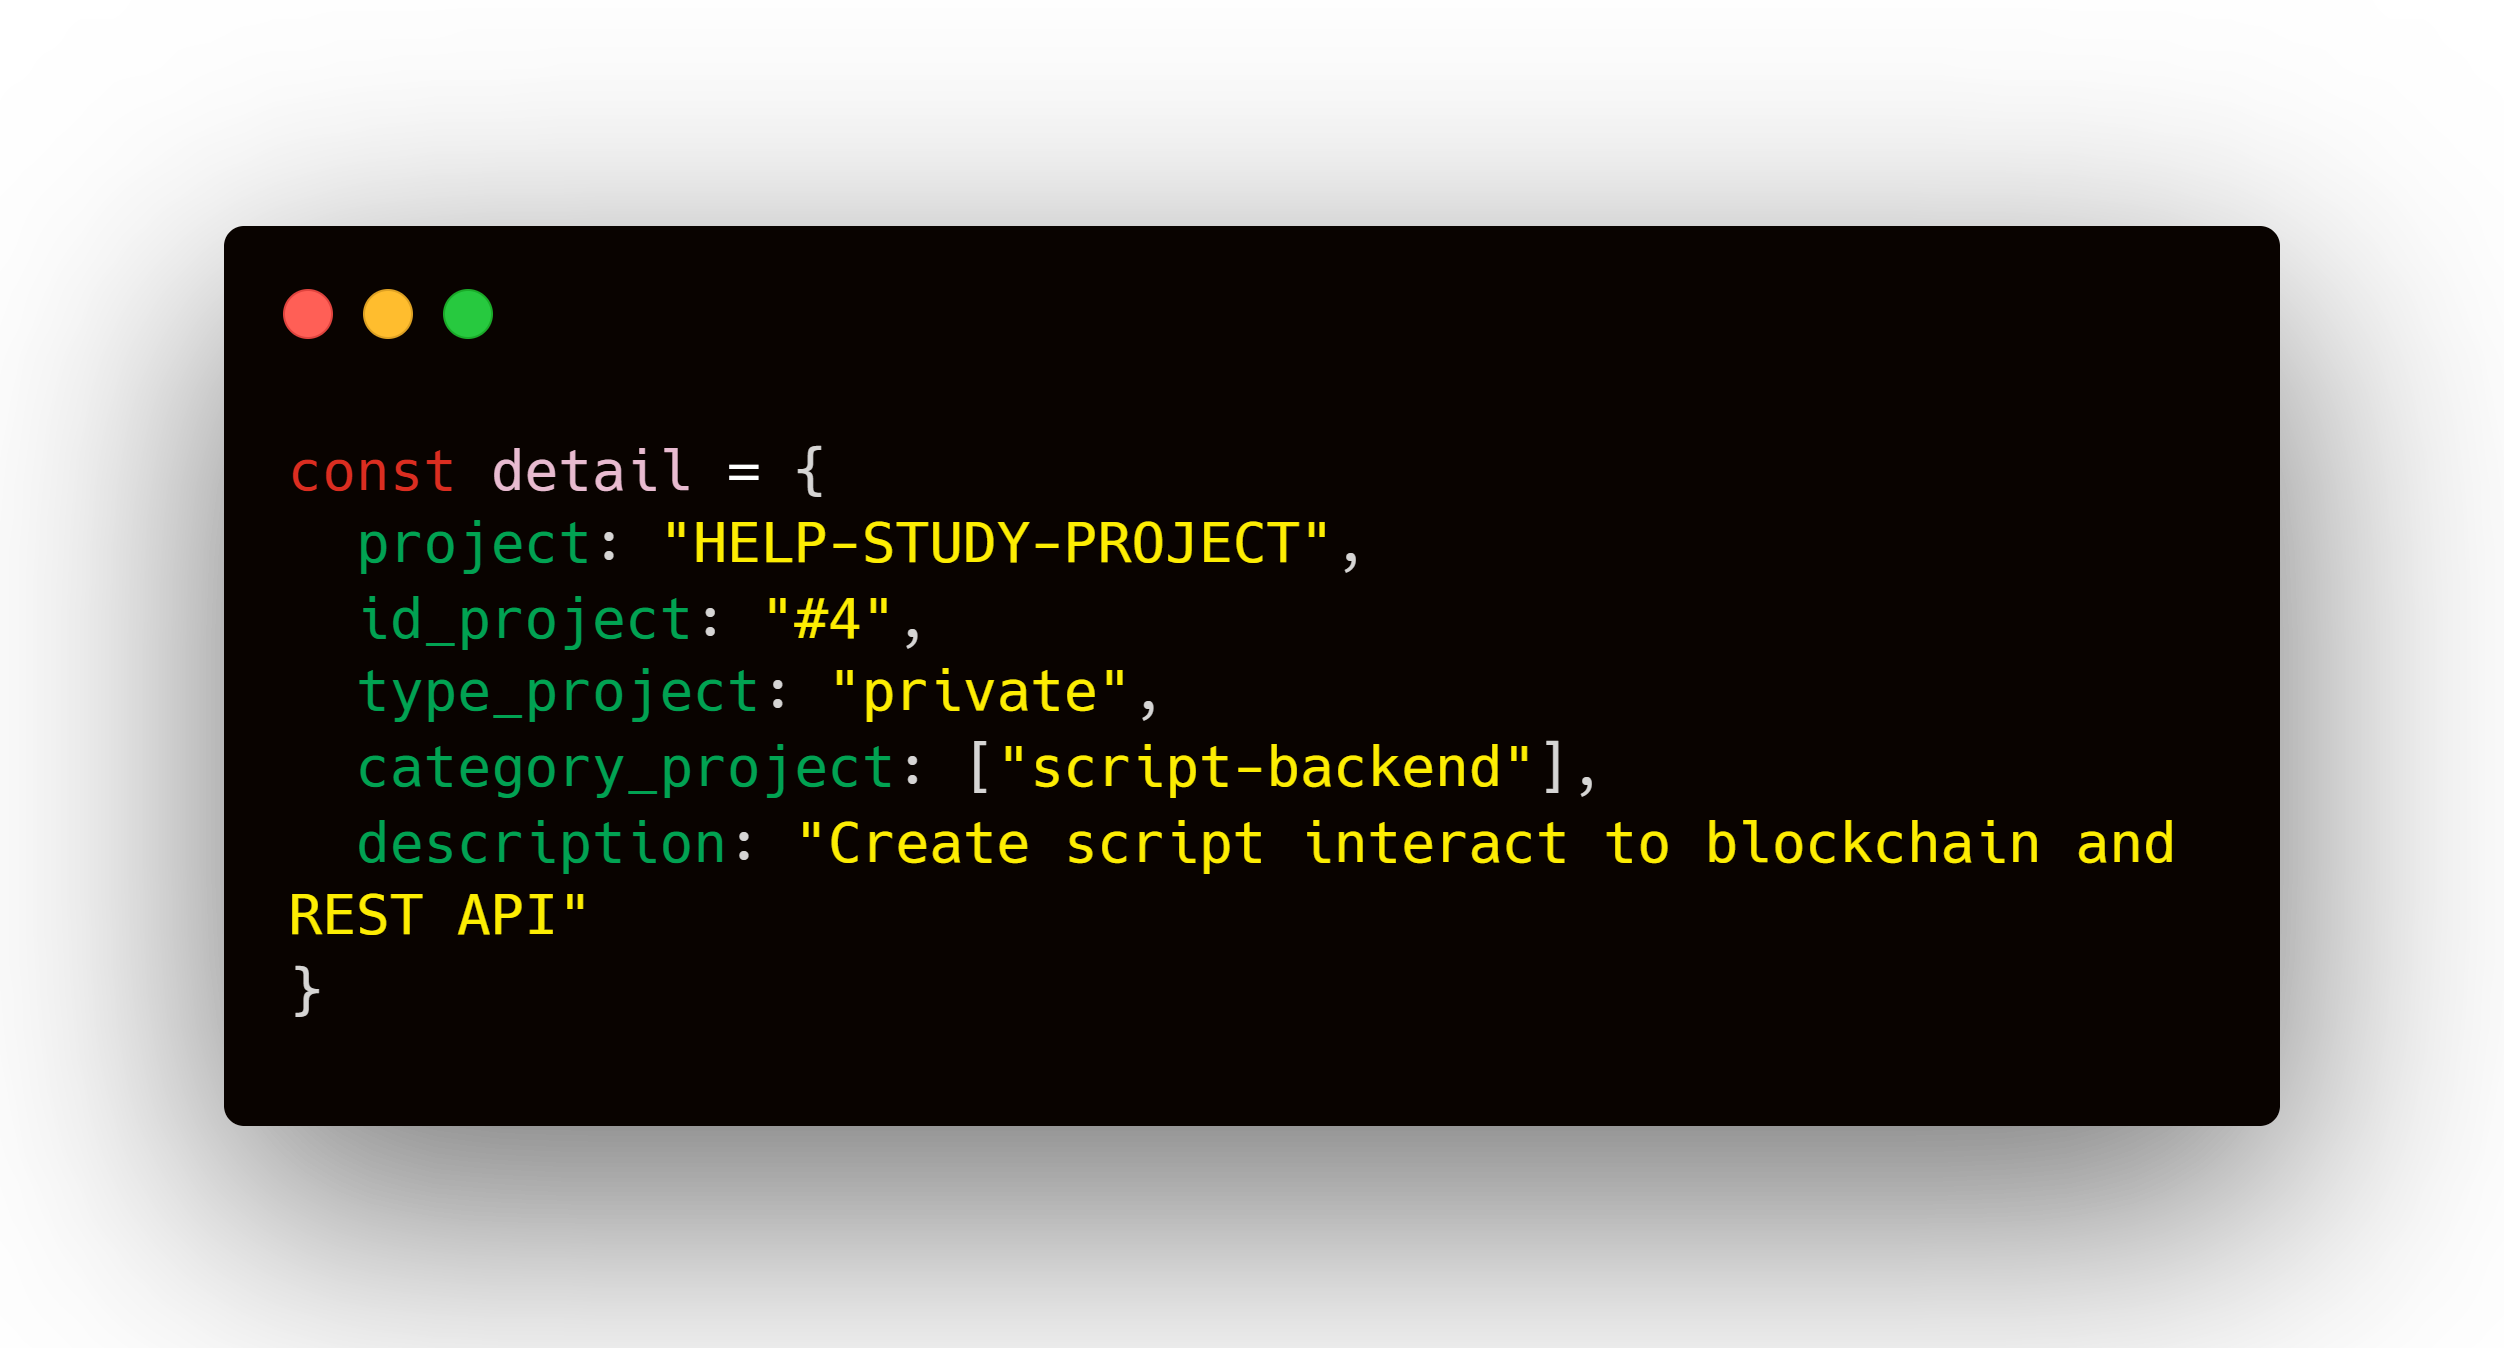 const detail = {
  project: "HELP-STUDY-PROJECT",
  id_project: "#4",
  type_project: "private",
  category_project: ["script-backend"],
  description: "Create script interact to blockchain and
REST API"
}